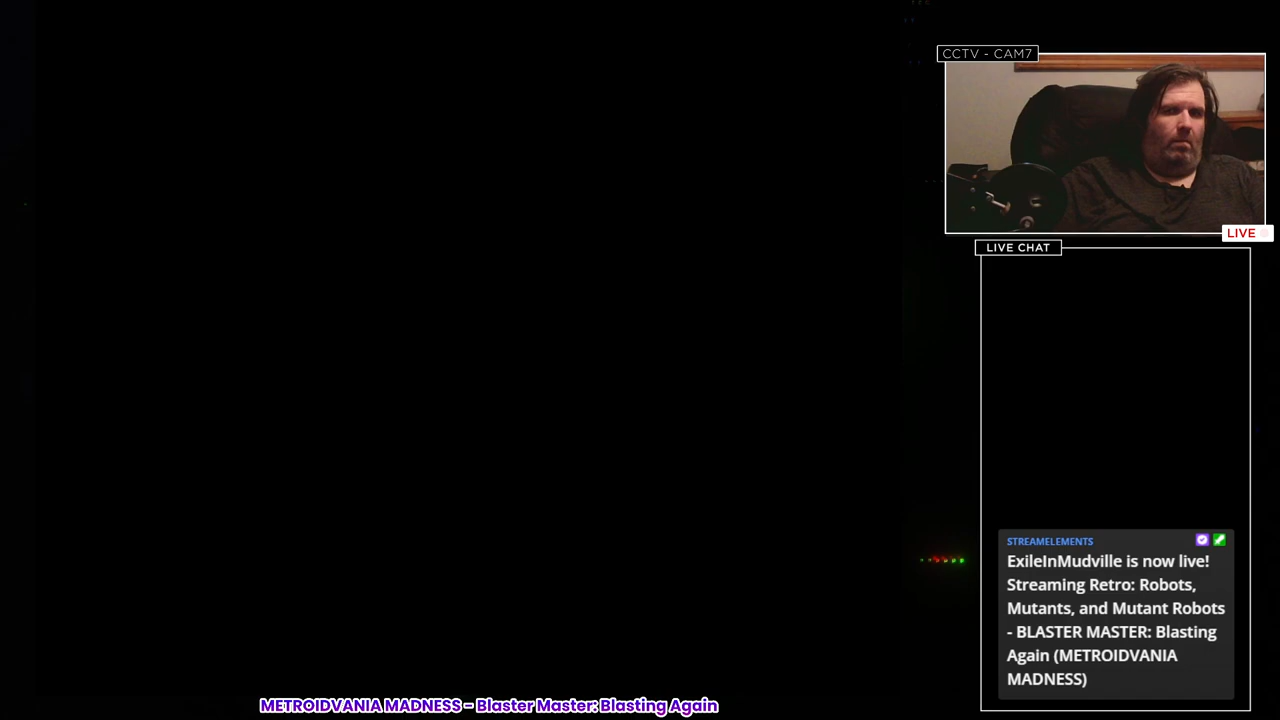 CCTV - CAM7
LIVE
LIVE CHAT
STREAMELEMENTS
ExileInMudville is now live!
Streaming Retro: Robots,
Mutants, and Mutant Robots
- BLASTER MASTER: Blasting
Again (METROIDVANIA
MADNESS)
METROIDVANIA MADNESS - Blaster Master: Blasting Again